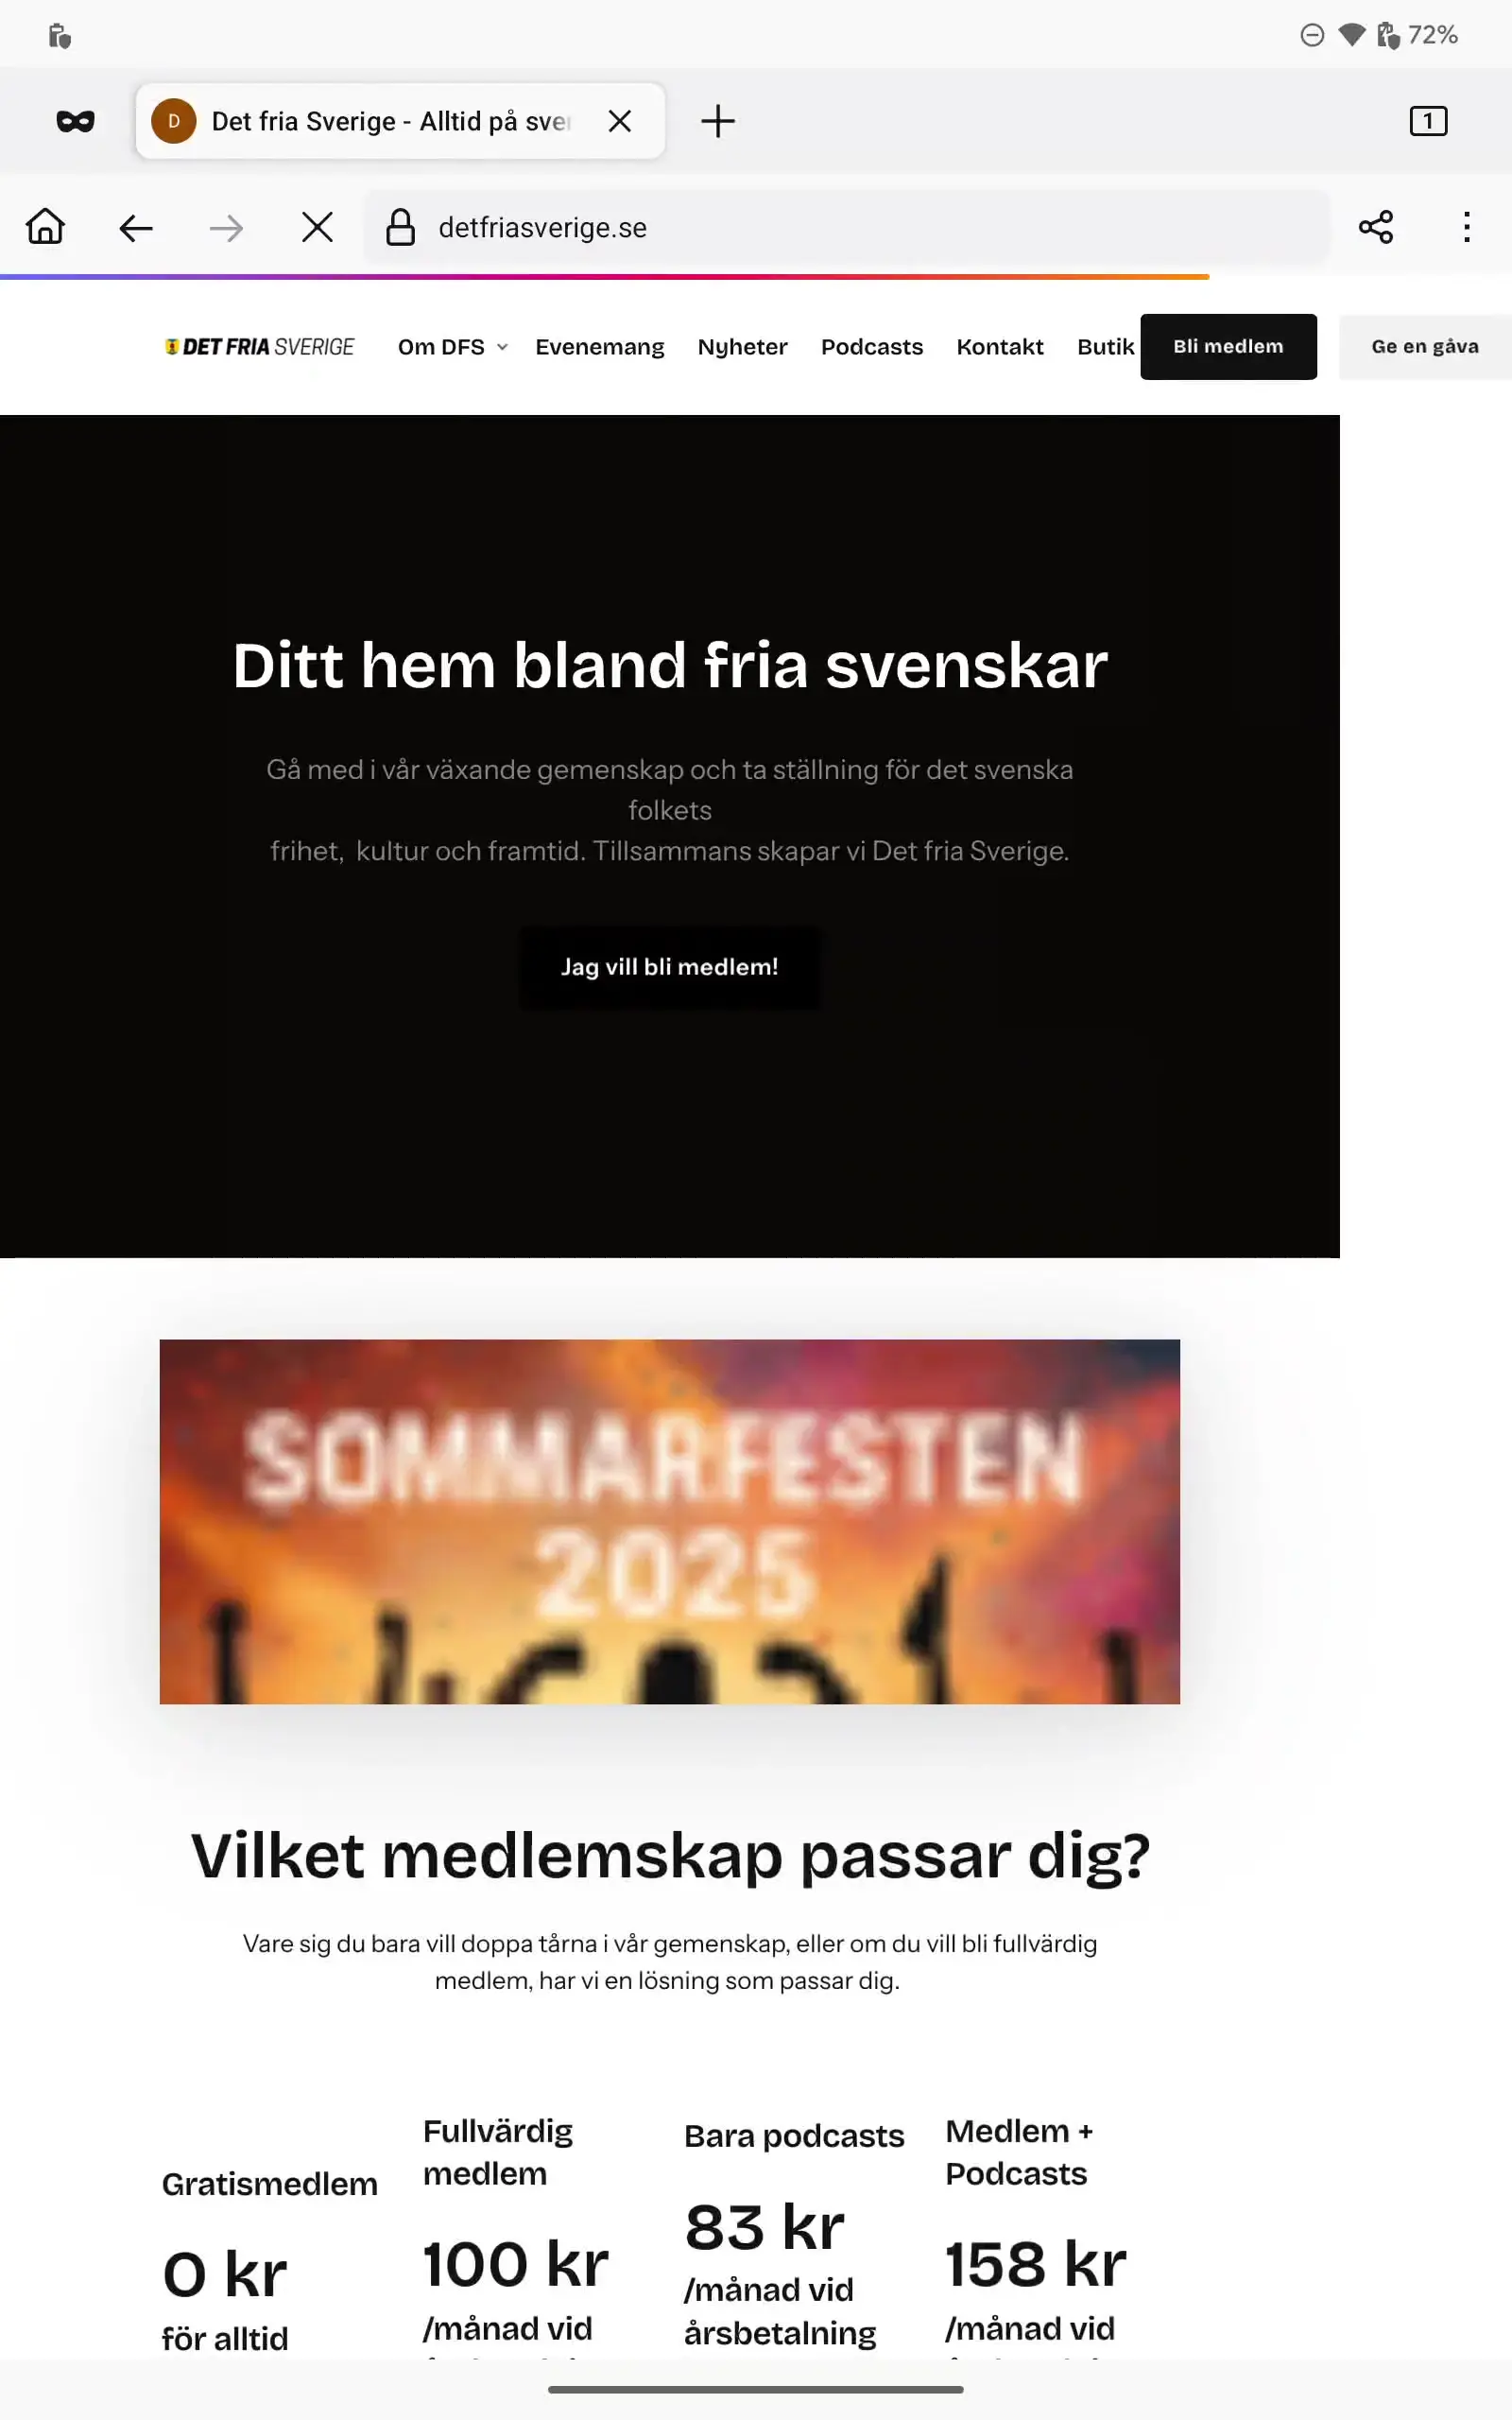 72%
D Det fria Sverige - Alltid på sve
1
detfriasverige.se
DET FRIA SVERIGE Om DFS Evenemang Nyheter Podcasts Kontakt Butik Bli medlem Ge en gåva
Ditt hem bland fria svenskar
Gå med i vår växande gemenskap och ta ställning för det svenska
folkets
frihet, kultur och framtid. Tillsammans skapar vi Det fria Sverige.
Jag vill bli medlem!
SOMMARFESTEN
2025
Vilket medlemskap passar dig?
Vare sig du bara vill doppa tårna i vår gemenskap, eller om du vill bli fullvärdig
medlem, har vi en lösning som passar dig.
Gratismedlem
0 kr
för alltid
Fullvärdig
medlem
100 kr
/månad vid
Bara podcasts
83 kr
/månad vid
årsbetalning
Medlem +
Podcasts
158 kr
/månad vid